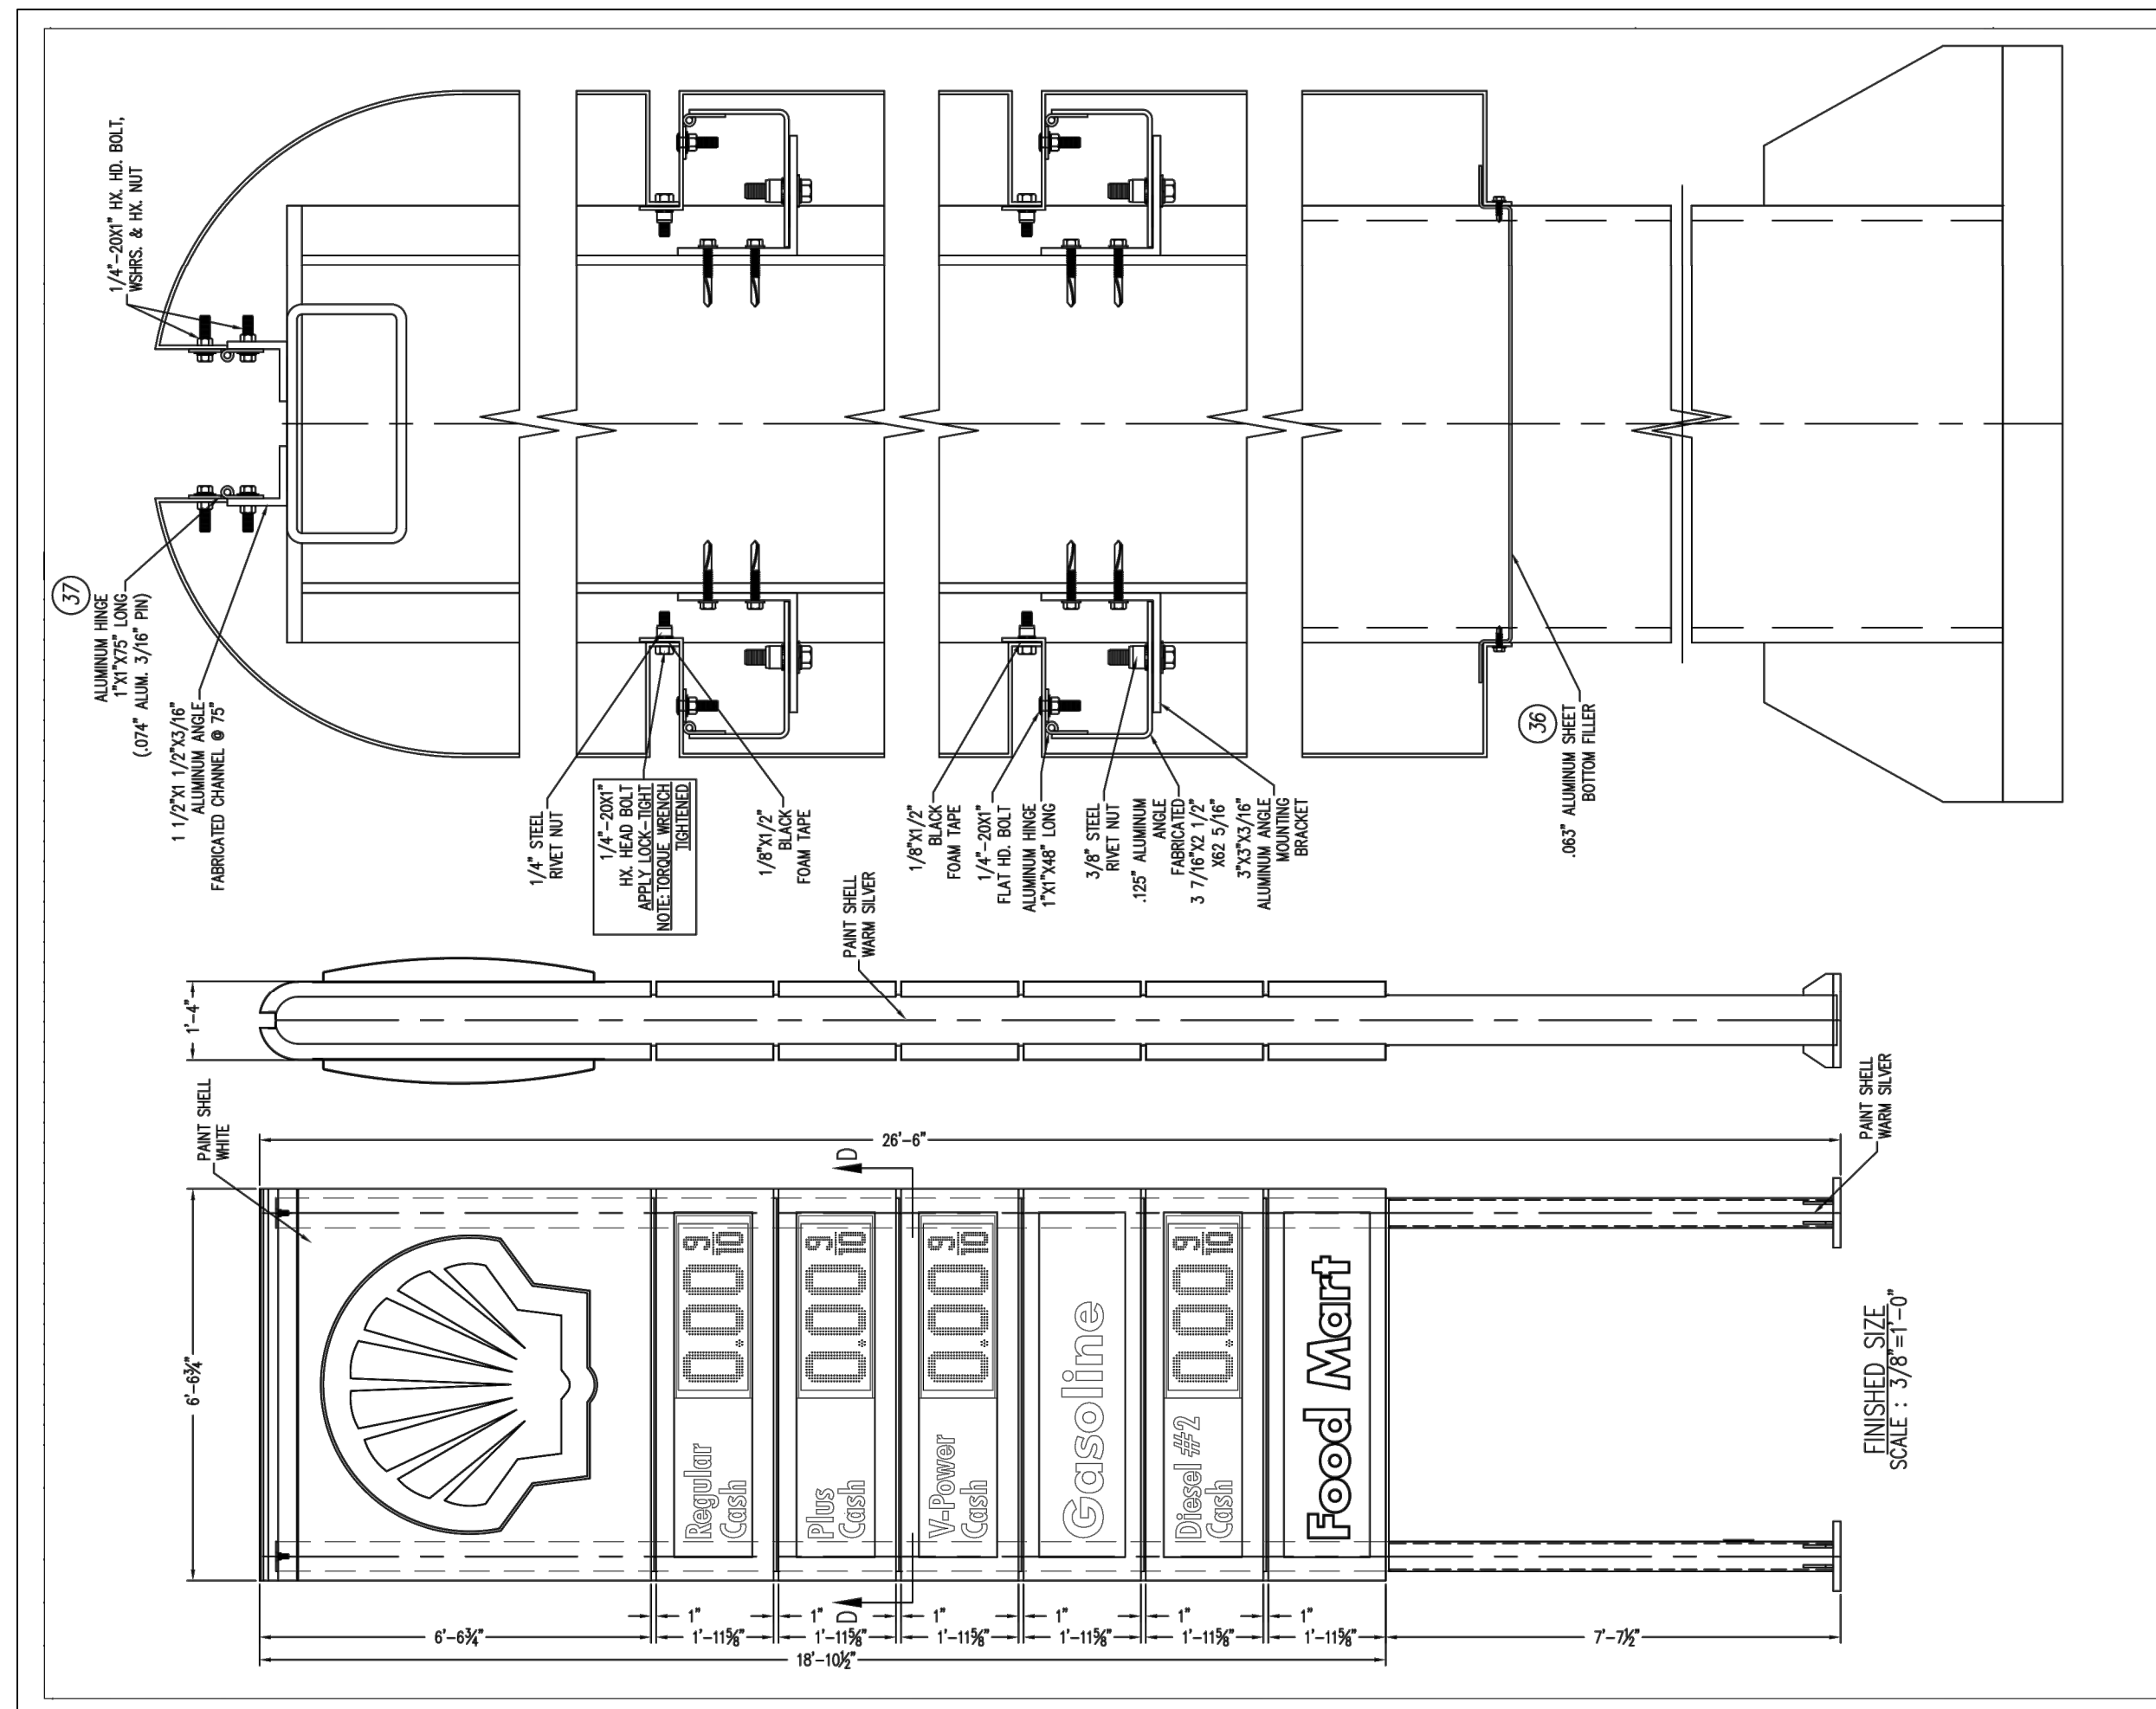 37
ALUMINUM HINGE
1"X1"X75" LONG
(.074" ALUM. 3/16" PIN)
1 1/2"X1 1/2"X3/16"
ALUMINUM ANGLE
FABRICATED CHANNEL @ 75"
1/4"-20X1" HX. HD. BOLT,
WSHRS. & HX. NUT
1/4" STEEL
RIVET NUT
1/4"-20X1"
HX. HEAD BOLT
APPLY LOCK-TIGHT
NOTE: TORQUE WRENCH
TIGHTENED
1/8"X1/2"
BLACK
FOAM TAPE
1/8"X1/2"
BLACK
FOAM TAPE
1/4"-20X1"
FLAT HD. BOLT
ALUMINUM HINGE
1"X1"X48" LONG
3/8" STEEL
RIVET NUT
.125" ALUMINUM
ANGLE
FABRICATED
3 7/16"X2 1/2"
X62 5/16"
3"X3"X3/16"
ALUMINUM ANGLE
MOUNTING
BRACKET
36
.063" ALUMINUM SHEET
BOTTOM FILLER
PAINT SHELL
WARM SILVER
1'-4"
PAINT SHELL
WHITE
26'-6"
PAINT SHELL
WARM SILVER
D
D
6'-6¾"
Regular
Cash
0.00 9/10
Plus
Cash
0.00 9/10
V-Power
Cash
0.00 9/10
Gasoline
Diesel #2
Cash
0.00 9/10
Food Mart
1"
1"
1"
1"
1"
1"
6'-6¾"
1'-11⅝"
1'-11⅝"
1'-11⅝"
1'-11⅝"
1'-11⅝"
1'-11⅝"
7'-7½"
18'-10½"
FINISHED SIZE
SCALE : 3/8"=1'-0"